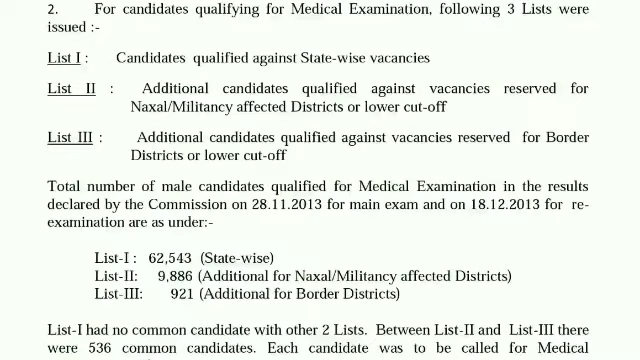 2. For candidates qualifying for Medical Examination, following 3 Lists were
issued :-
List I : Candidates qualified against State-wise vacancies
List II : Additional candidates qualified against vacancies reserved for
Naxal/Militancy affected Districts or lower cut-off
List III : Additional candidates qualified against vacancies reserved for Border
Districts or lower cut-off
Total number of male candidates qualified for Medical Examination in the results
declared by the Commission on 28.11.2013 for main exam and on 18.12.2013 for re-
examination are as under:-
List-I : 62,543 (State-wise)
List-II: 9,886 (Additional for Naxal/Militancy affected Districts)
List-III: 921 (Additional for Border Districts)
List-I had no common candidate with other 2 Lists. Between List-II and List-III there
were 536 common candidates. Each candidate was to be called for Medical